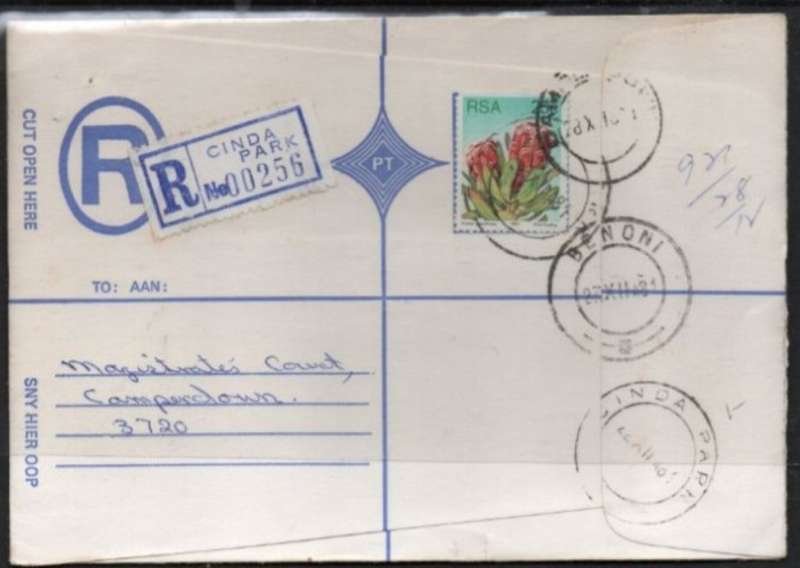 CUT OPEN HERE
R
CINDA
PARK
R No 00256
PT
RSA
TO: AAN:
BENONI
Magistrate's Court,
Camperdown.
3720
SNY HIER OOP
CINDA PARK